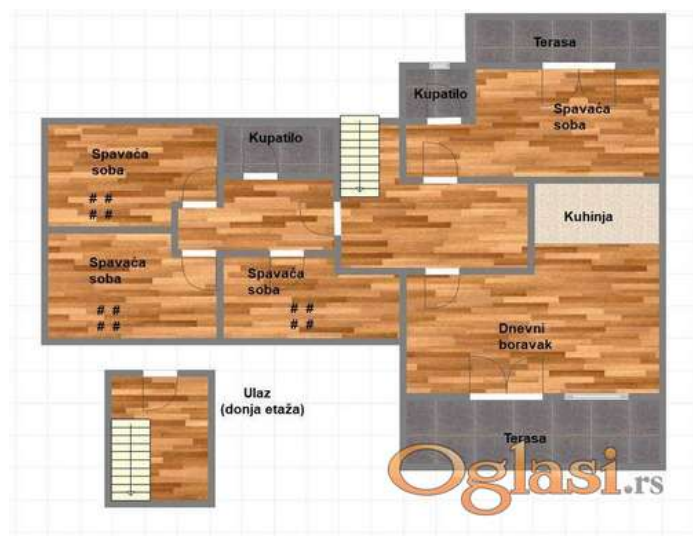 Terasa
Kupatilo
Spavaća
soba
Kupatilo
Spavaća
soba
# #
# #
Kuhinja
Spavaća
soba
# #
# #
Spavaća
soba
# #
# #
Dnevni
boravak
Ulaz
(donja etaža)
Terasa
Oglasi.rs